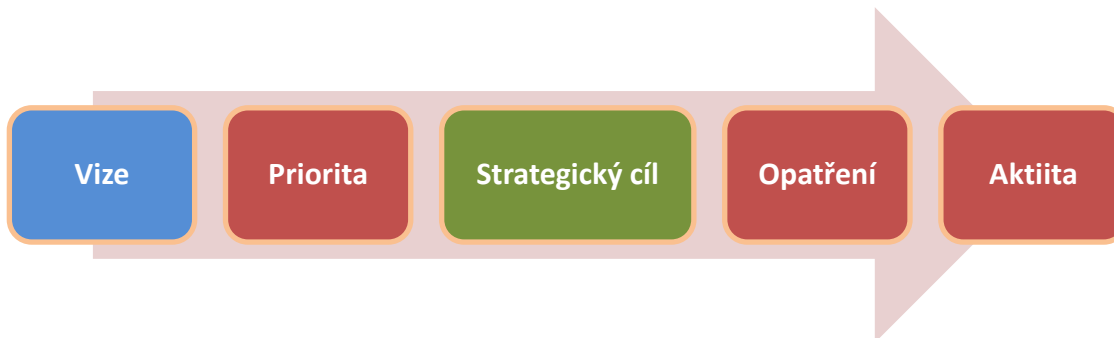 Vize
Priorita
Strategický cíl
Opatření
Aktiita